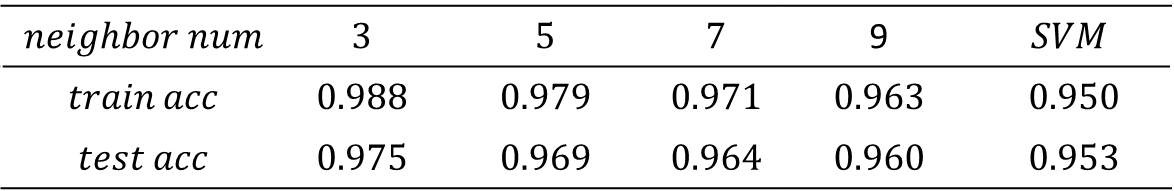 neighbor num 3 5 7 9 SVM
train acc 0.988 0.979 0.971 0.963 0.950
test acc 0.975 0.969 0.964 0.960 0.953